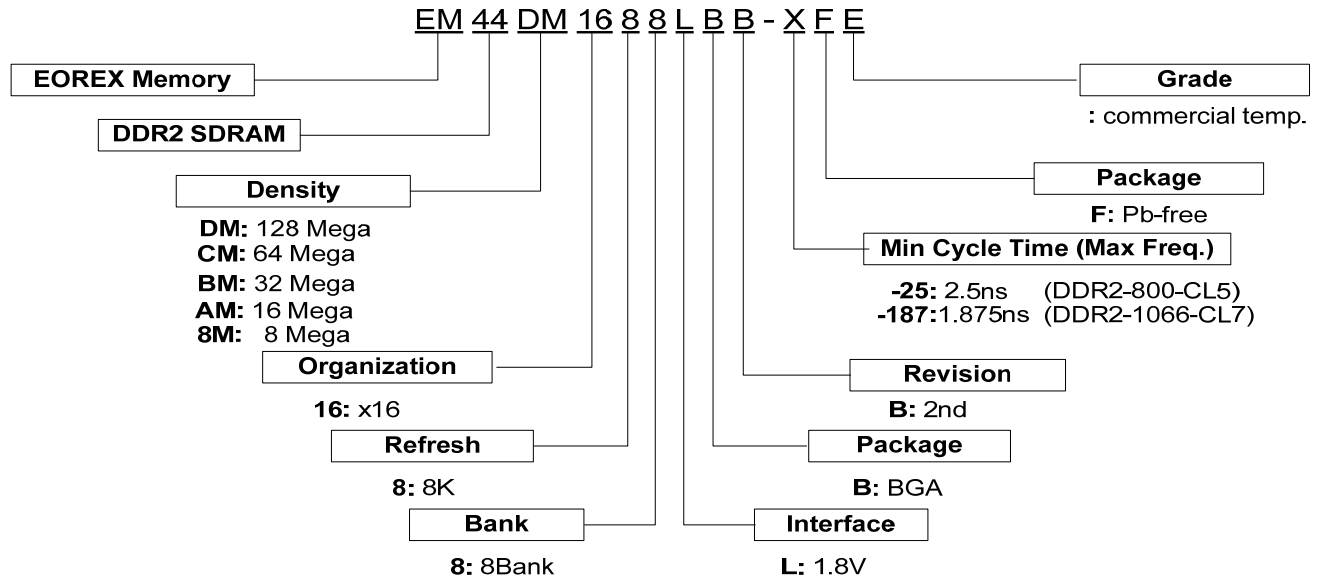 EM 44 DM 16 8 8 L B B - X F E
EOREX Memory
Grade
: commercial temp.
DDR2 SDRAM
Package
F: Pb-free
Density
DM: 128 Mega
CM: 64 Mega
BM: 32 Mega
AM: 16 Mega
8M: 8 Mega
Min Cycle Time (Max Freq.)
-25: 2.5ns (DDR2-800-CL5)
-187:1.875ns (DDR2-1066-CL7)
Organization
16: x16
Revision
B: 2nd
Refresh
8: 8K
Package
B: BGA
Bank
8: 8Bank
Interface
L: 1.8V